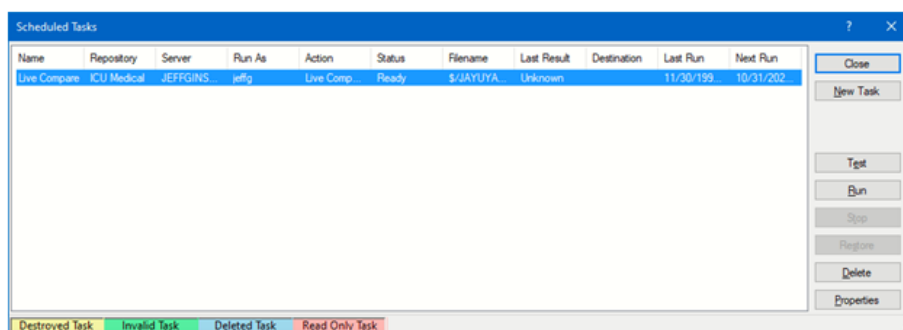 Scheduled Tasks
Name Repository Server Run As Action Status Filename Last Result Destination Last Run Next Run
Live Compare ICU Medical JEFFGINS... jeffg Live Comp... Ready $/JAYUYA... Unknown 11/30/199... 10/31/202...
Close
New Task
Test
Run
Stop
Restore
Delete
Properties
Destroyed Task Invalid Task Deleted Task Read Only Task